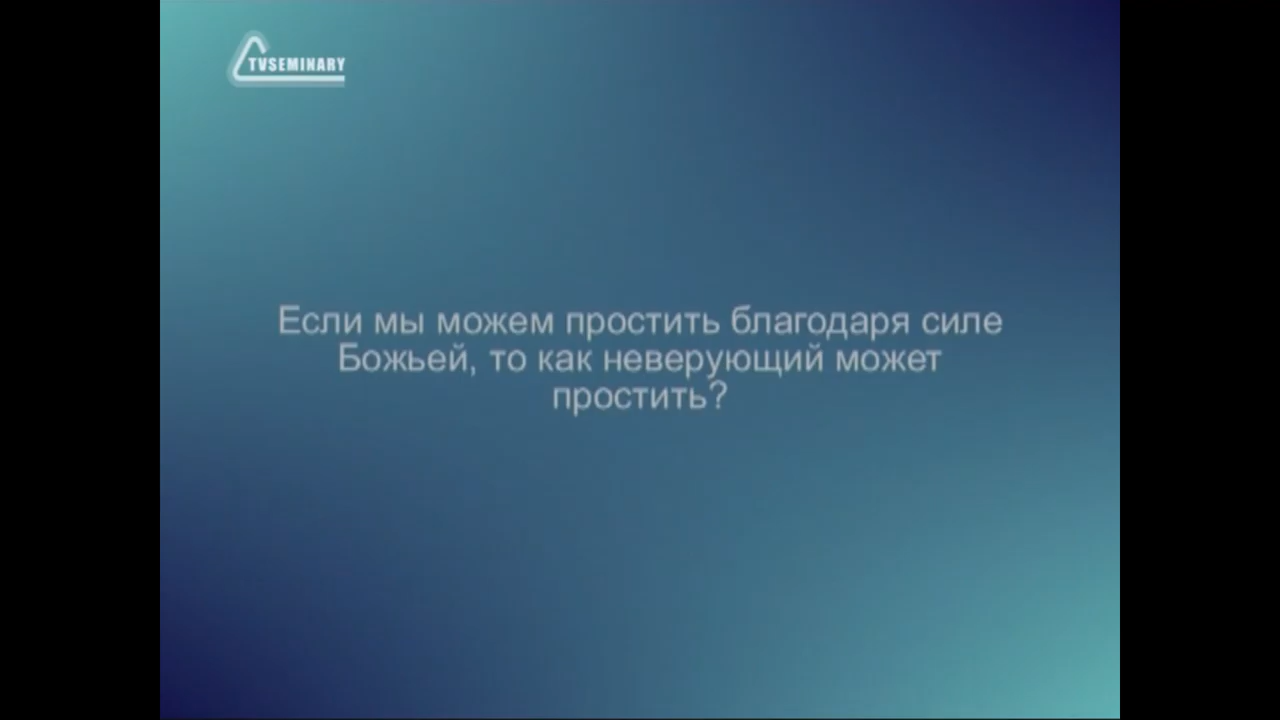 TVSEMINARY
Если мы можем простить благодаря силе
Божьей, то как неверующий может
простить?